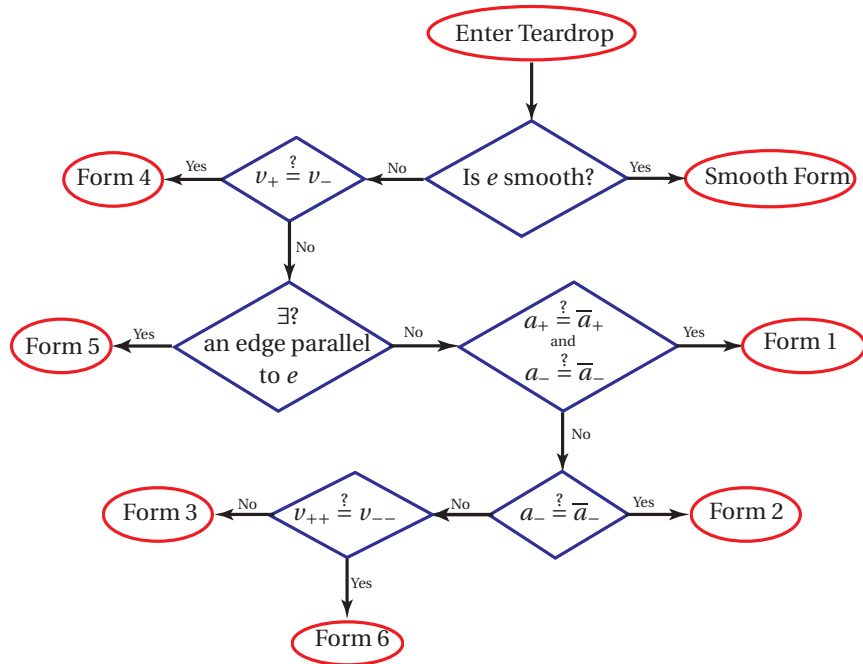 Enter Teardrop
Form 4
Yes
v₊ ≟ v₋
No
Is e smooth?
Yes
Smooth Form
No
Form 5
Yes
∃?
an edge parallel
to e
No
a₊ ≟ a̅₊
and
a₋ ≟ a̅₋
Yes
Form 1
No
Form 3
No
v₊₊ ≟ v₋₋
No
a₋ ≟ a̅₋
Yes
Form 2
Yes
Form 6